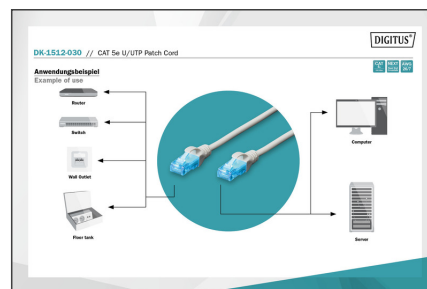 DIGITUS®
DK-1512-030 // CAT 5e U/UTP Patch Cord
Anwendungsbeispiel
Example of use
Router
Switch
Wall Outlet
Floor tank
Computer
Server